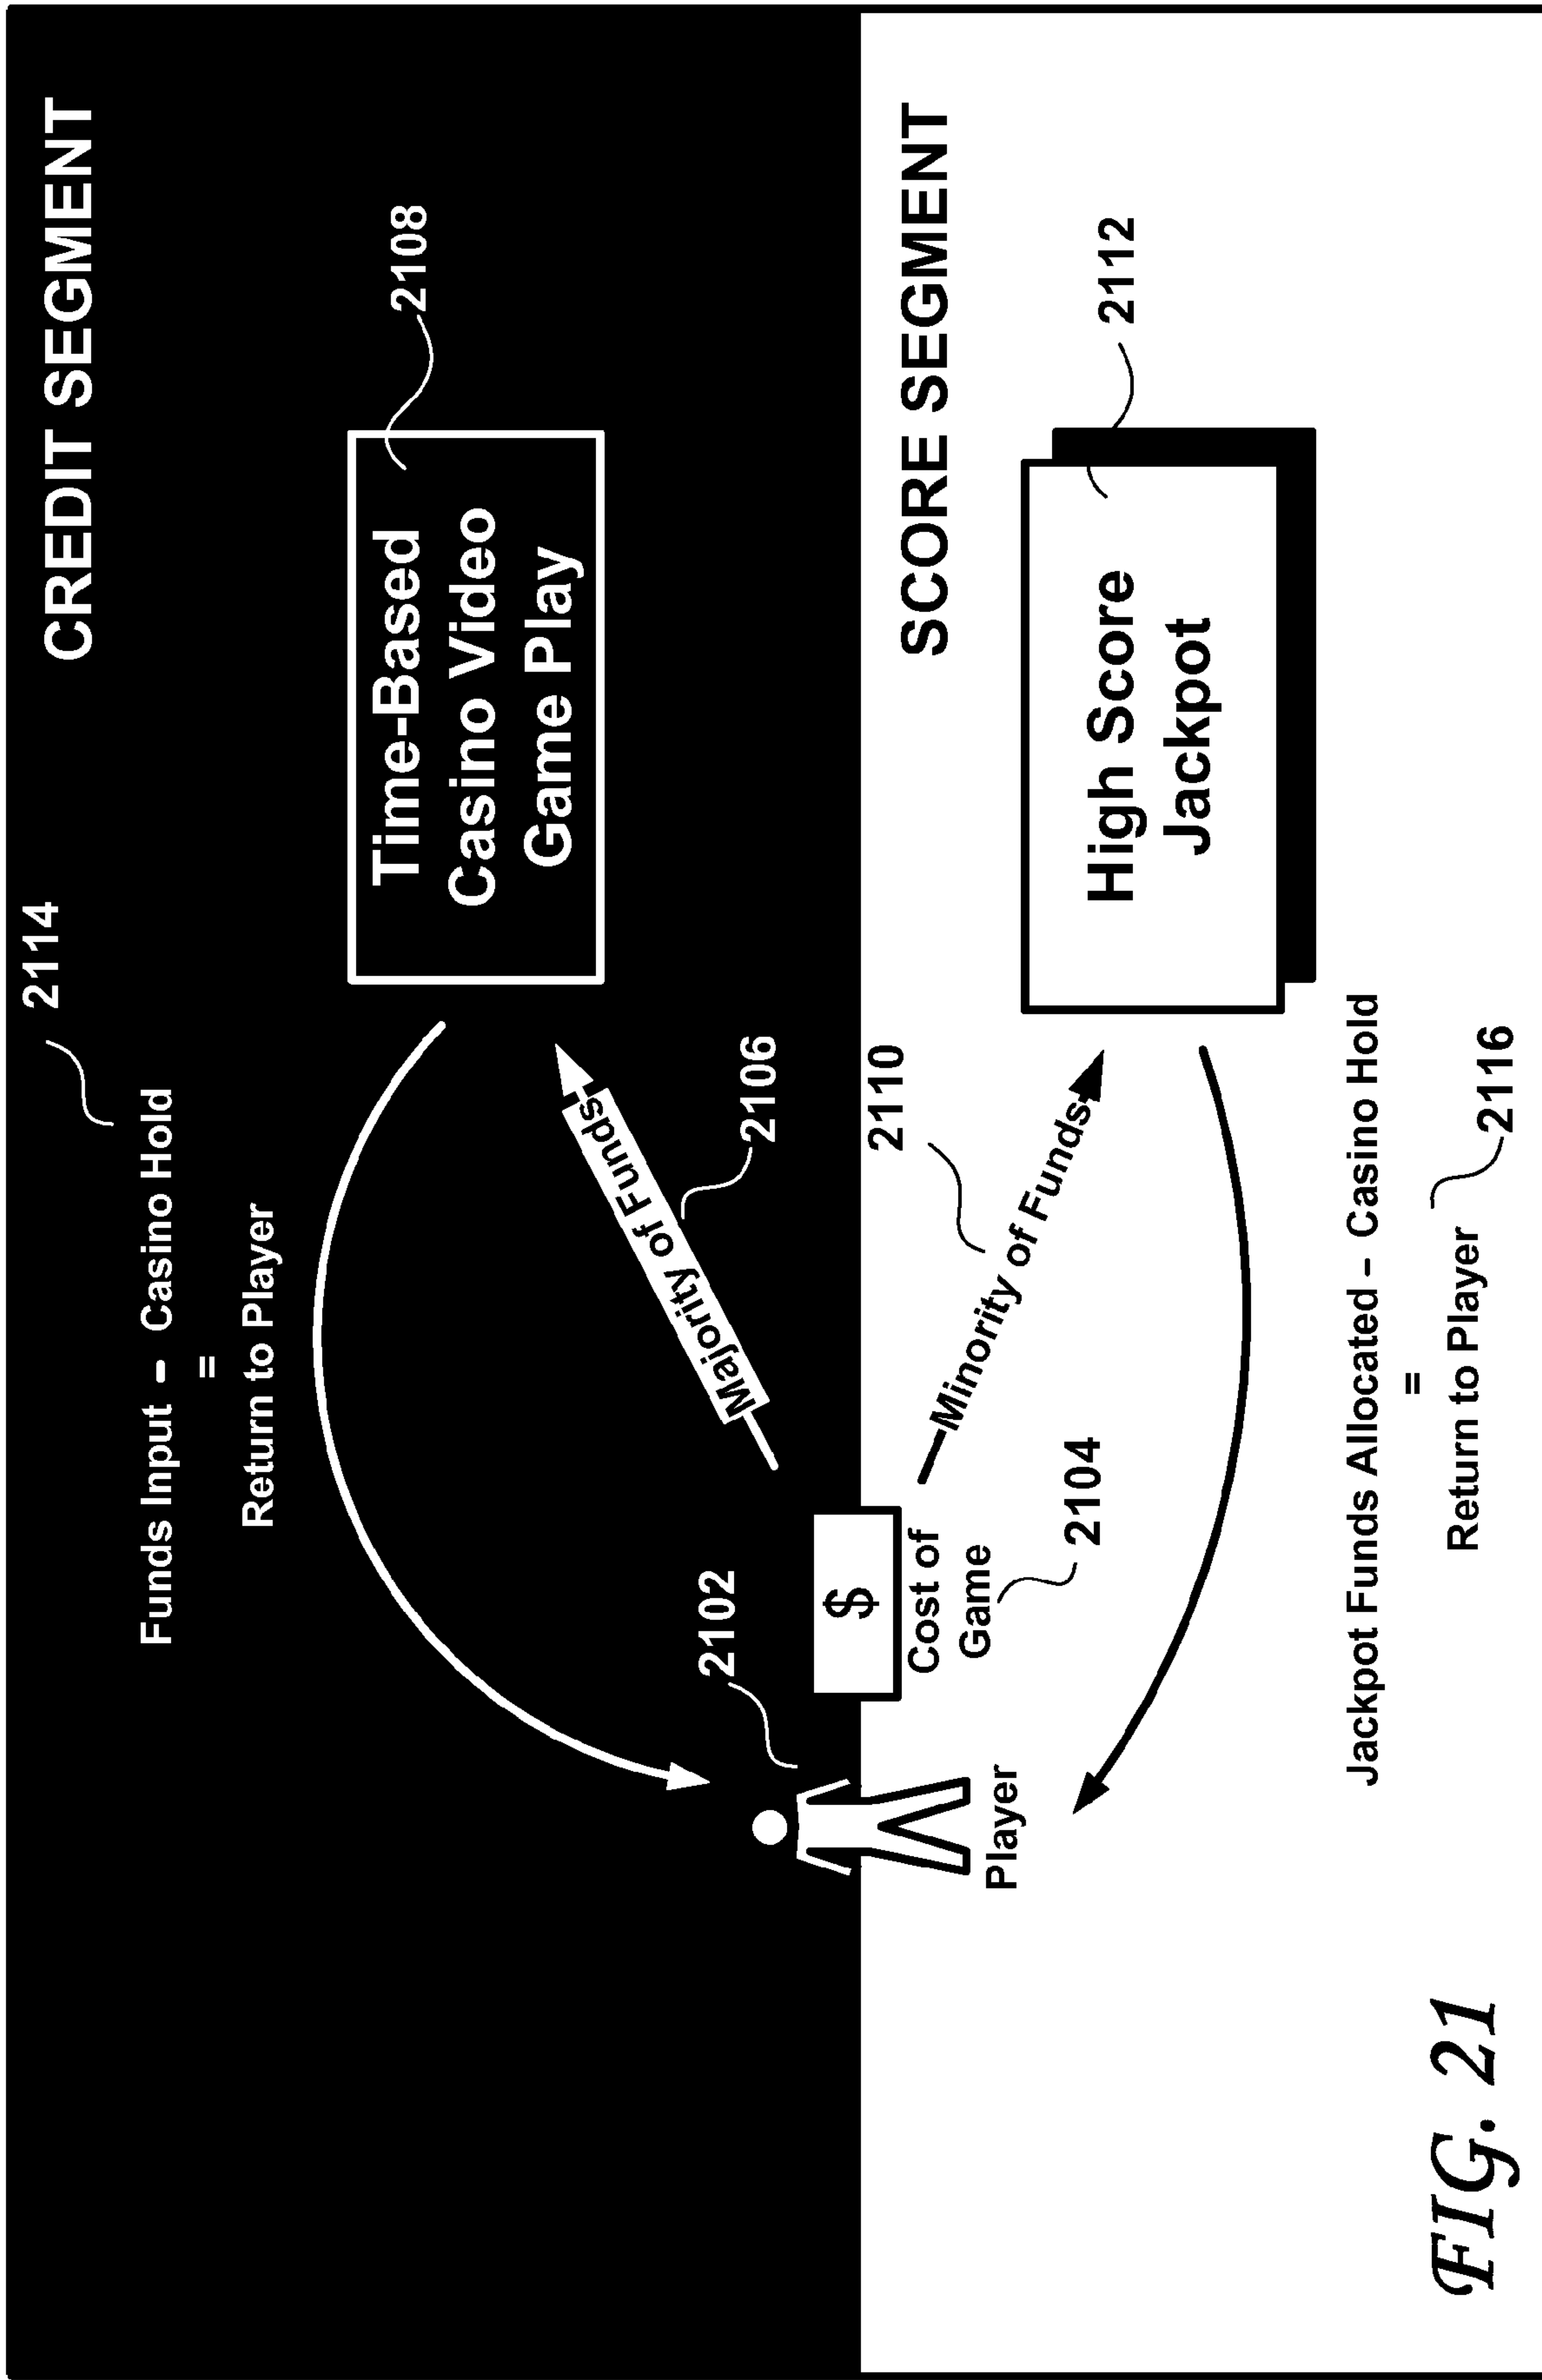 CREDIT SEGMENT
2114
Funds Input - Casino Hold
=
Return to Player
2108
Time-Based
Casino Video
Game Play
Majority of Funds
2106
2102
$
Cost of
Game
2104
Player
SCORE SEGMENT
2110
Minority of Funds
2112
High Score
Jackpot
Jackpot Funds Allocated - Casino Hold
=
Return to Player
2116
FIG. 21